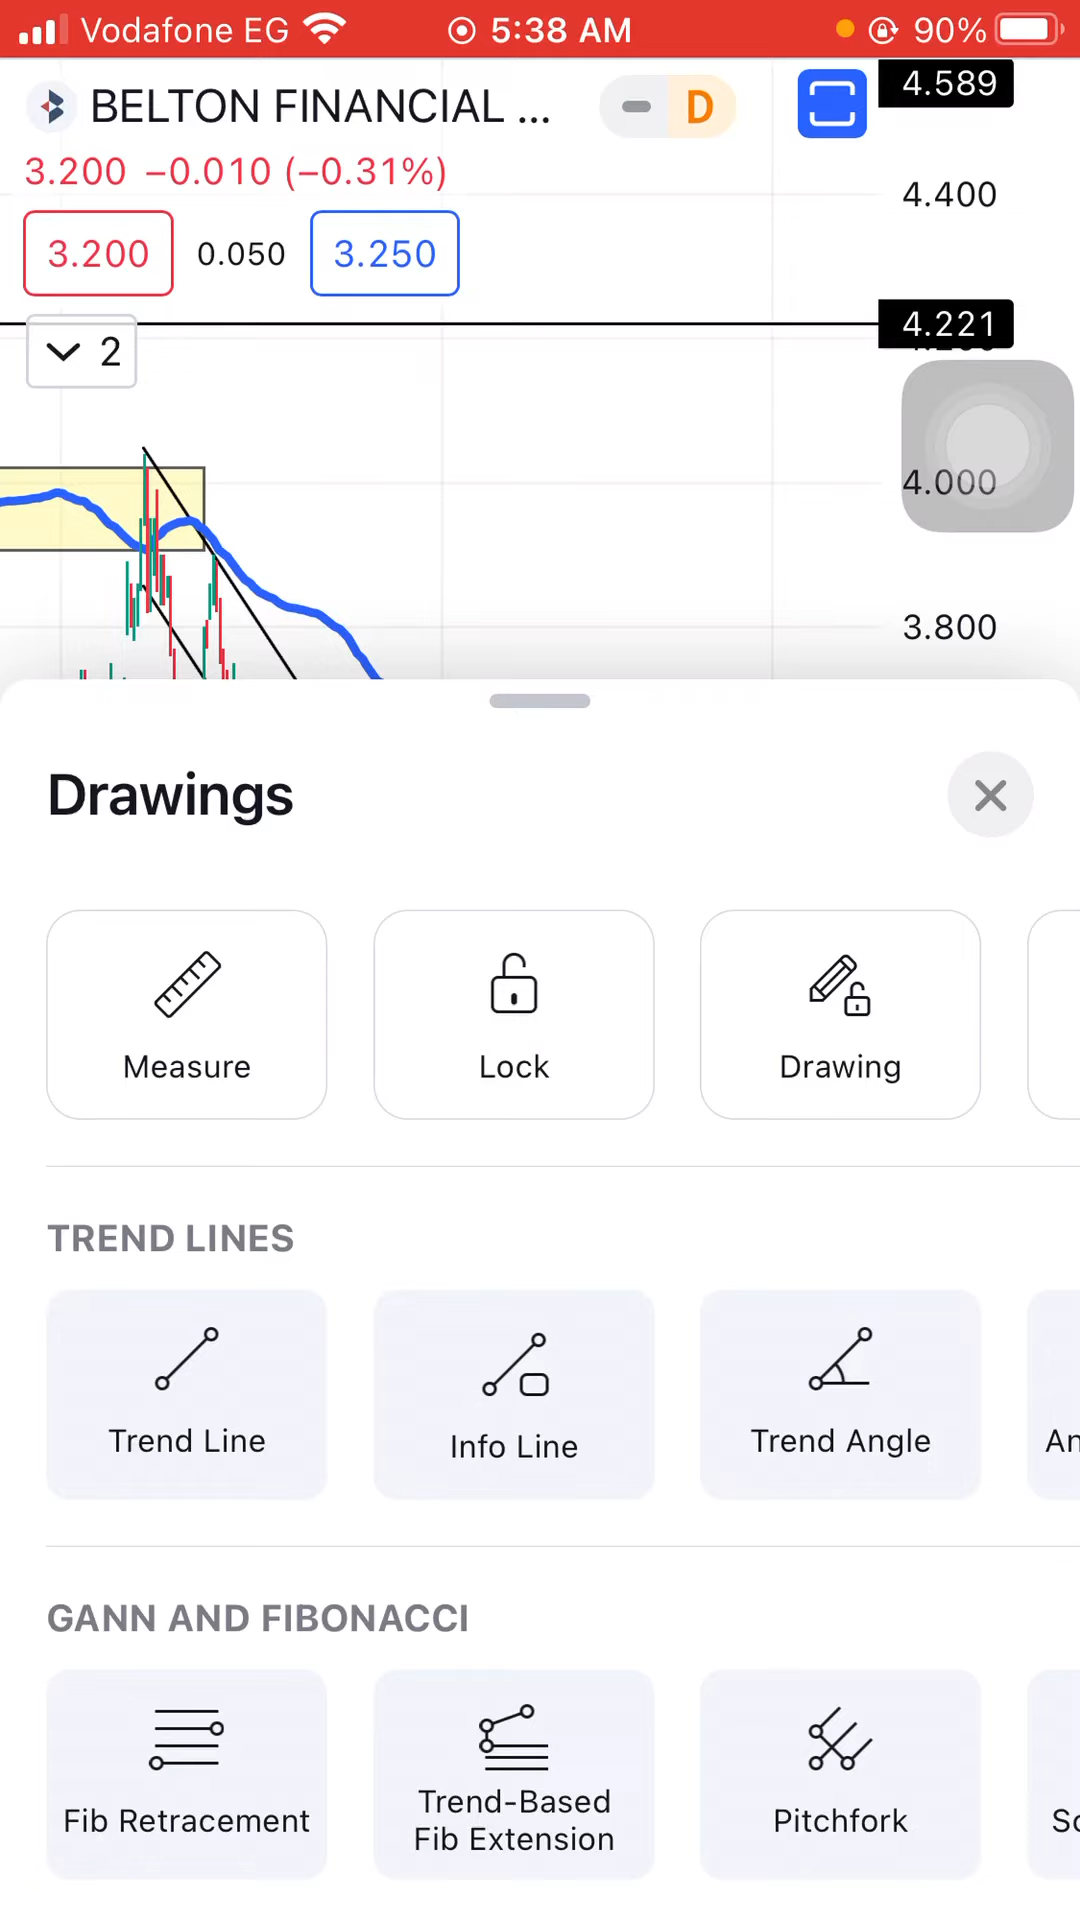 Vodafone EG 5:38 AM 90%
BELTON FINANCIAL ... D
4.589
3.200 −0.010 (−0.31%)
4.400
3.200 0.050 3.250
4.221
2
4.000
3.800
Drawings
Measure Lock Drawing
TREND LINES
Trend Line Info Line Trend Angle An
GANN AND FIBONACCI
Fib Retracement Trend-Based Fib Extension Pitchfork Sc